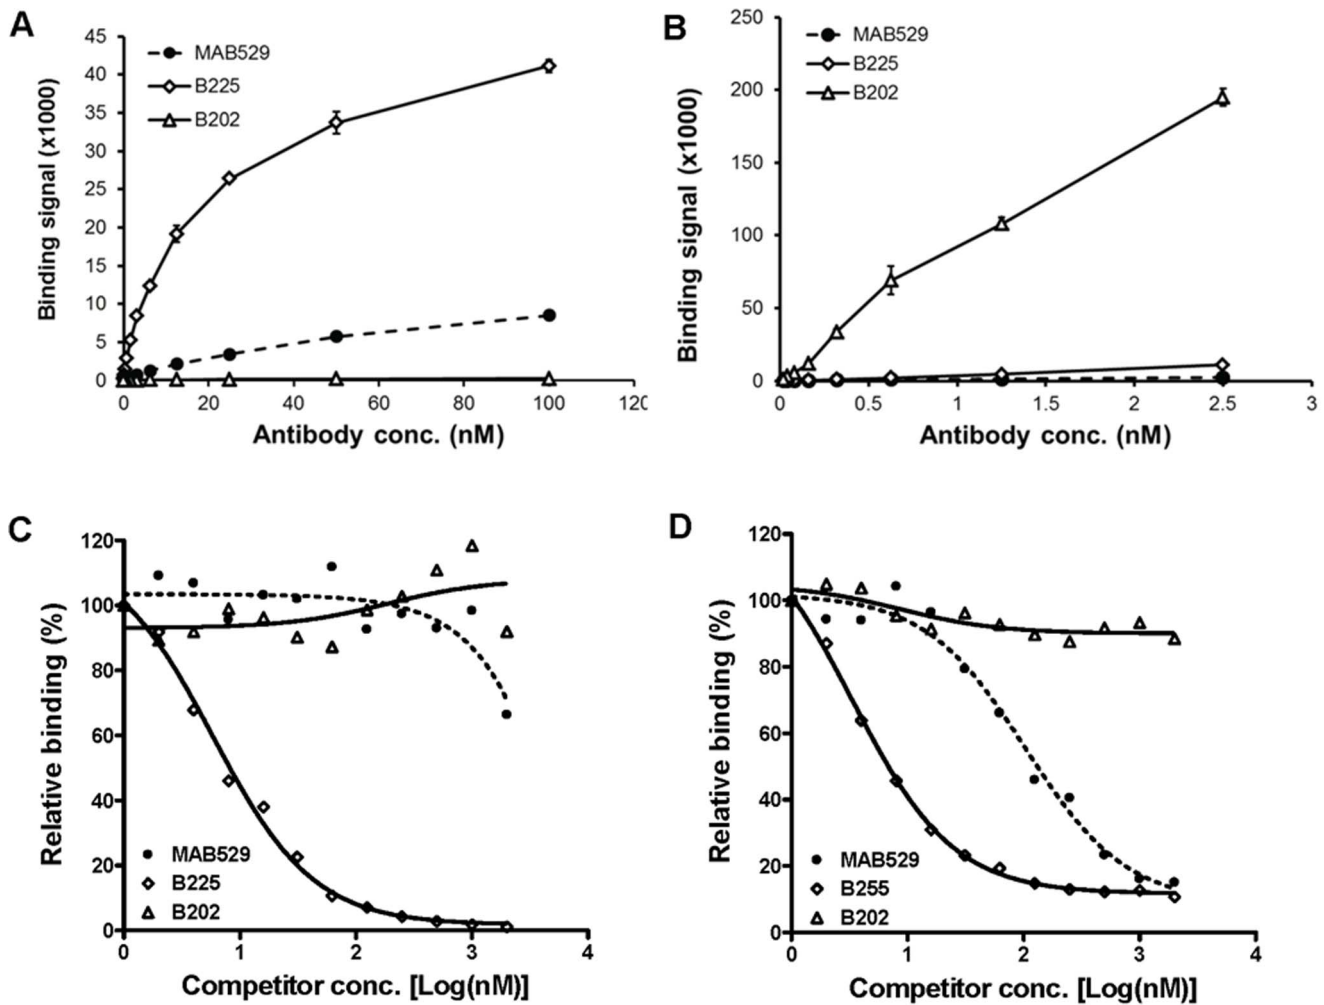 A
Binding signal (x1000)
45
40
35
30
25
20
15
10
5
0
MAB529
B225
B202
0 20 40 60 80 100 120
Antibody conc. (nM)
B
Binding signal (x1000)
250
200
150
100
50
0
MAB529
B225
B202
0 0.5 1 1.5 2 2.5 3
Antibody conc. (nM)
C
Relative binding (%)
120
100
80
60
40
20
0
MAB529
B225
B202
0 1 2 3 4
Competitor conc. [Log(nM)]
D
Relative binding (%)
120
100
80
60
40
20
0
MAB529
B255
B202
0 1 2 3 4
Competitor conc. [Log(nM)]